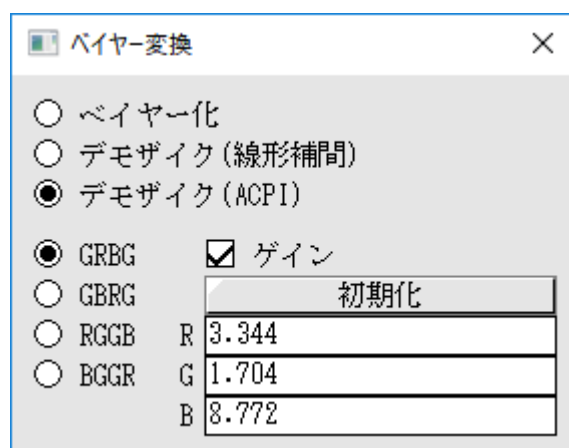 ベイヤー変換
ベイヤー化
デモザイク(線形補間)
デモザイク(ACPI)
GRBG ゲイン
GBRG 初期化
RGGB R 3.344
BGGR G 1.704
B 8.772